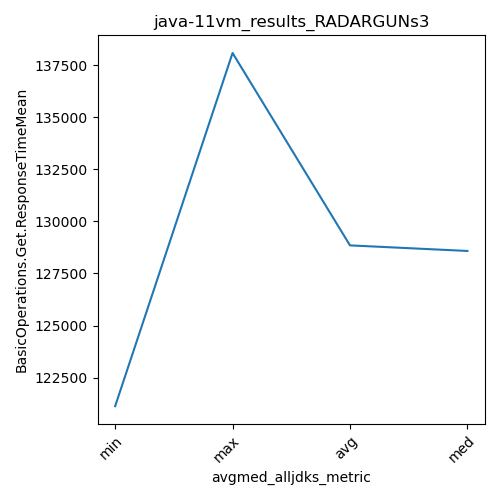 java-11vm_results_RADARGUNs3
BasicOperations.Get.ResponseTimeMean
137500
135000
132500
130000
127500
125000
122500
min
max
avg
med
avgmed_alljdks_metric